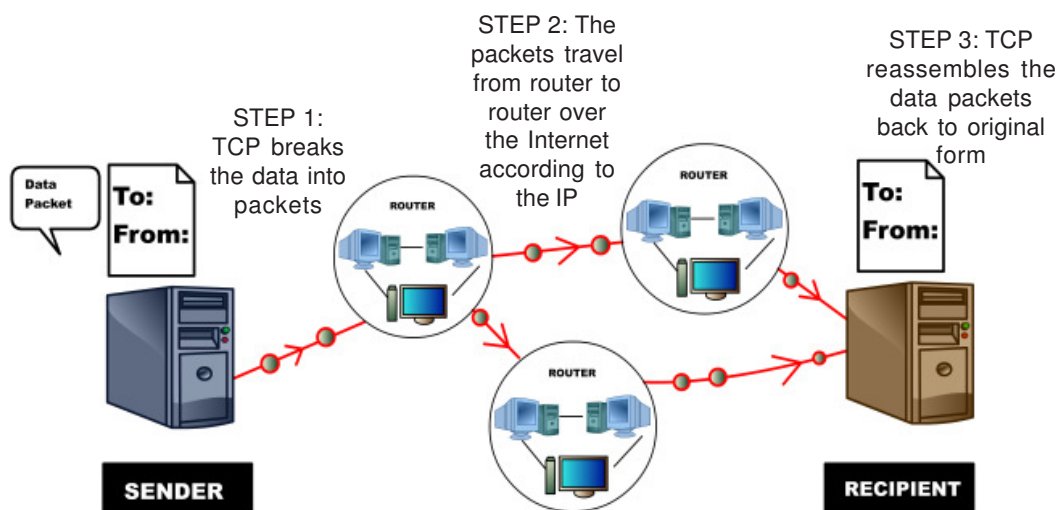 STEP 1:
TCP breaks
the data into
packets
STEP 2: The
packets travel
from router to
router over
the Internet
according to
the IP
STEP 3: TCP
reassembles the
data packets
back to original
form
Data
Packet
To:
From:
ROUTER
ROUTER
ROUTER
To:
From:
SENDER
RECIPIENT